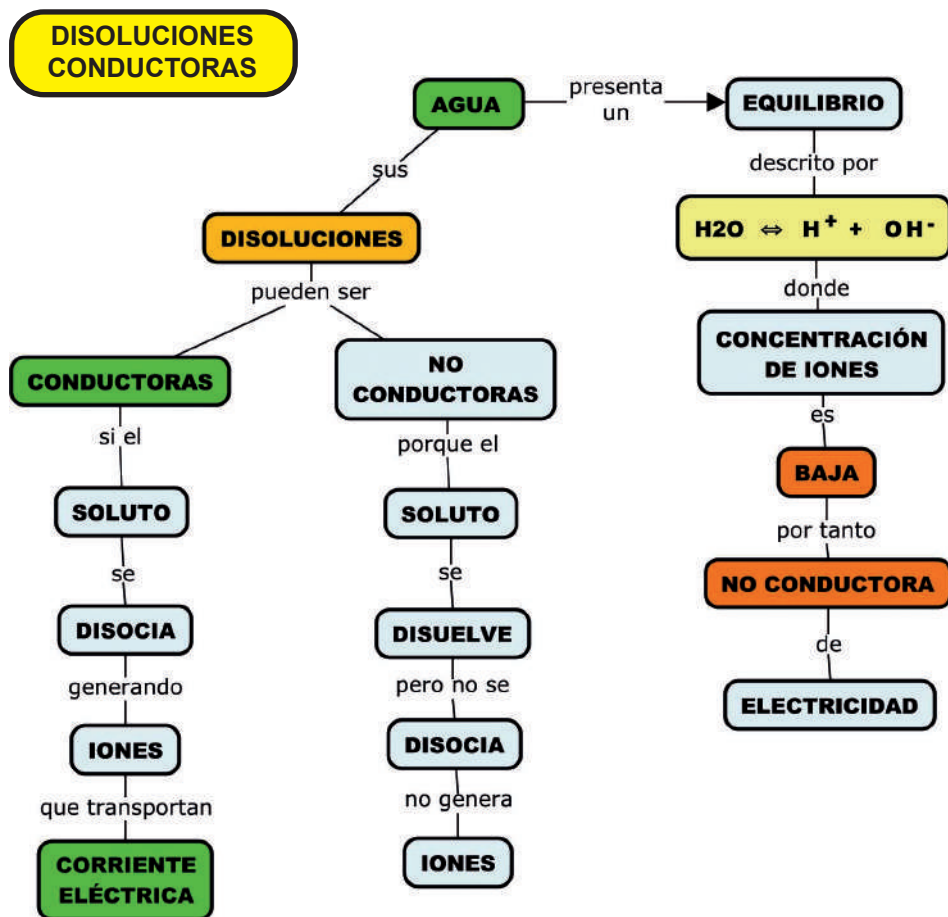 DISOLUCIONES
CONDUCTORAS
AGUA
presenta
un
EQUILIBRIO
descrito por
H2O ⇔ H⁺ + OH⁻
donde
CONCENTRACIÓN
DE IONES
es
BAJA
por tanto
NO CONDUCTORA
de
ELECTRICIDAD
sus
DISOLUCIONES
pueden ser
CONDUCTORAS
si el
SOLUTO
se
DISOCIA
generando
IONES
que transportan
CORRIENTE
ELÉCTRICA
NO
CONDUCTORAS
porque el
SOLUTO
se
DISUELVE
pero no se
DISOCIA
no genera
IONES